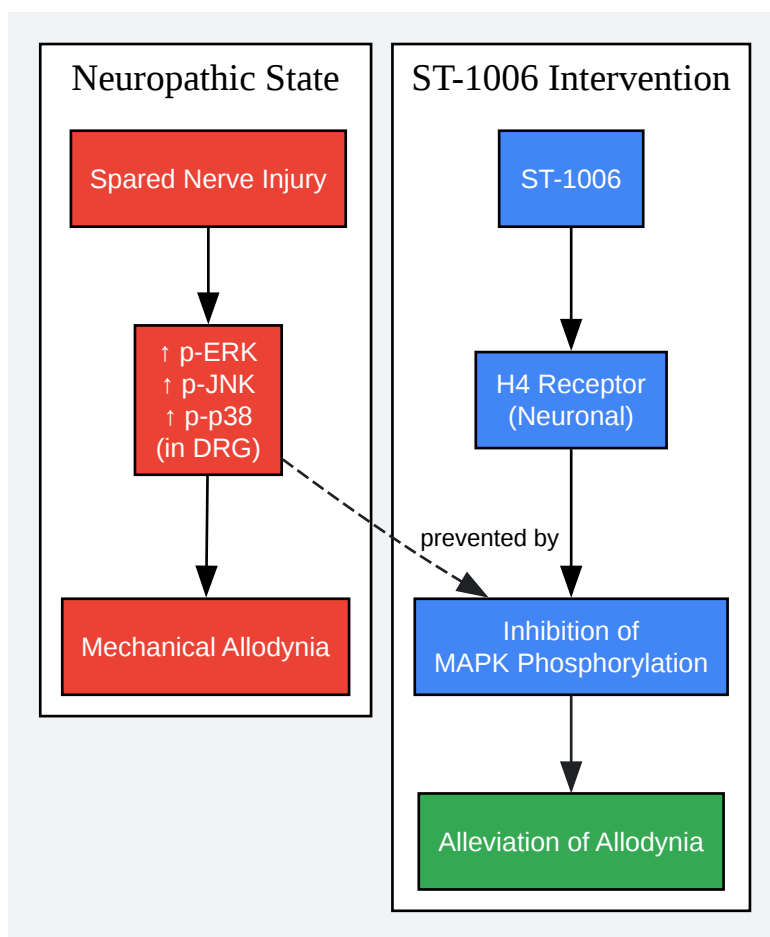 Neuropathic State
Spared Nerve Injury
↑ p-ERK
↑ p-JNK
↑ p-p38
(in DRG)
Mechanical Allodynia
ST-1006 Intervention
ST-1006
H4 Receptor
(Neuronal)
prevented by
Inhibition of
MAPK Phosphorylation
Alleviation of Allodynia